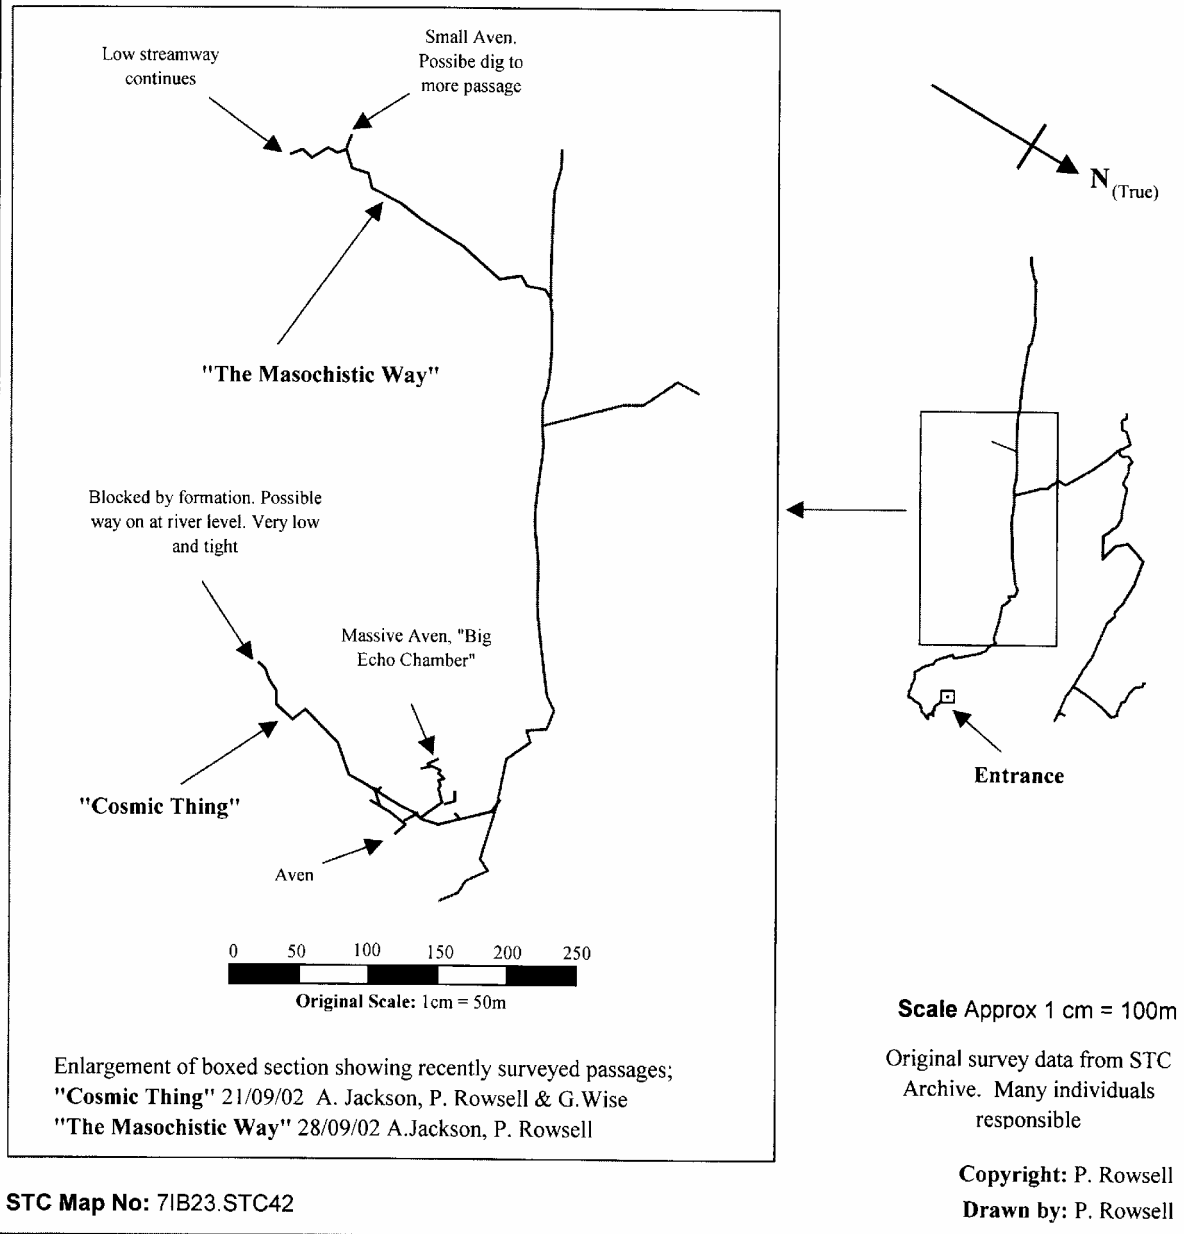 Low streamway
continues
Small Aven.
Possibe dig to
more passage
N (True)
"The Masochistic Way"
Blocked by formation. Possible
way on at river level. Very low
and tight
Massive Aven, "Big
Echo Chamber"
"Cosmic Thing"
Aven
Entrance
0 50 100 150 200 250
Original Scale: 1cm = 50m
Enlargement of boxed section showing recently surveyed passages;
"Cosmic Thing" 21/09/02 A. Jackson, P. Rowsell & G.Wise
"The Masochistic Way" 28/09/02 A.Jackson, P. Rowsell
Scale Approx 1 cm = 100m
Original survey data from STC
Archive. Many individuals
responsible
Copyright: P. Rowsell
Drawn by: P. Rowsell
STC Map No: 7IB23.STC42